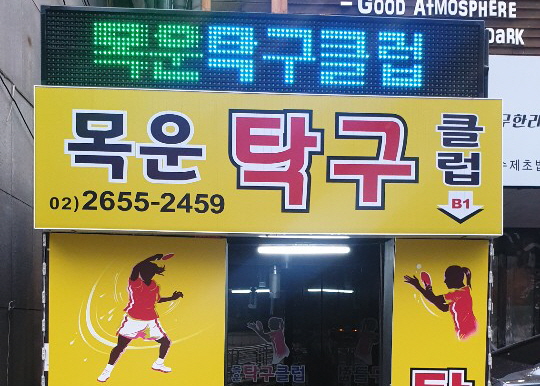 - GOOD ATMOSPHERE
PARK
목운탁구클럽
목운 탁구 클럽
02)2655-2459
B1
탁구클럽